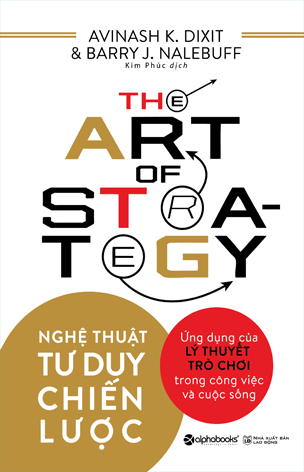 AVINASH K. DIXIT
& BARRY J. NALEBUFF
Kim Phúc dịch
THE
ART
OF
STRA-
TEGY
NGHỆ THUẬT
TƯ DUY
CHIẾN
LƯỢC
Ứng dụng của
LÝ THUYẾT
TRÒ CHƠI
trong công việc
và cuộc sống
alphabooks
NHÀ XUẤT BẢN
LAO ĐỘNG